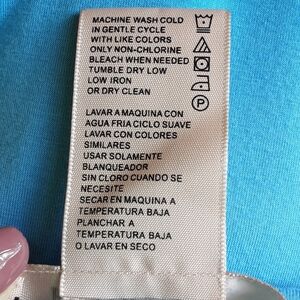 MACHINE WASH COLD
IN GENTLE CYCLE
WITH LIKE COLORS
ONLY NON-CHLORINE
BLEACH WHEN NEEDED
TUMBLE DRY LOW
LOW IRON
OR DRY CLEAN
P
LAVAR A MAQUINA CON
AGUA FRIA CICLO SUAVE
LAVAR CON COLORES
SIMILARES
USAR SOLAMENTE
BLANQUEADOR
SIN CLORO CUANDO SE
NECESITE
SECAR EN MAQUINA A
TEMPERATURA BAJA
PLANCHAR A
TEMPERATURA BAJA
O LAVAR EN SECO